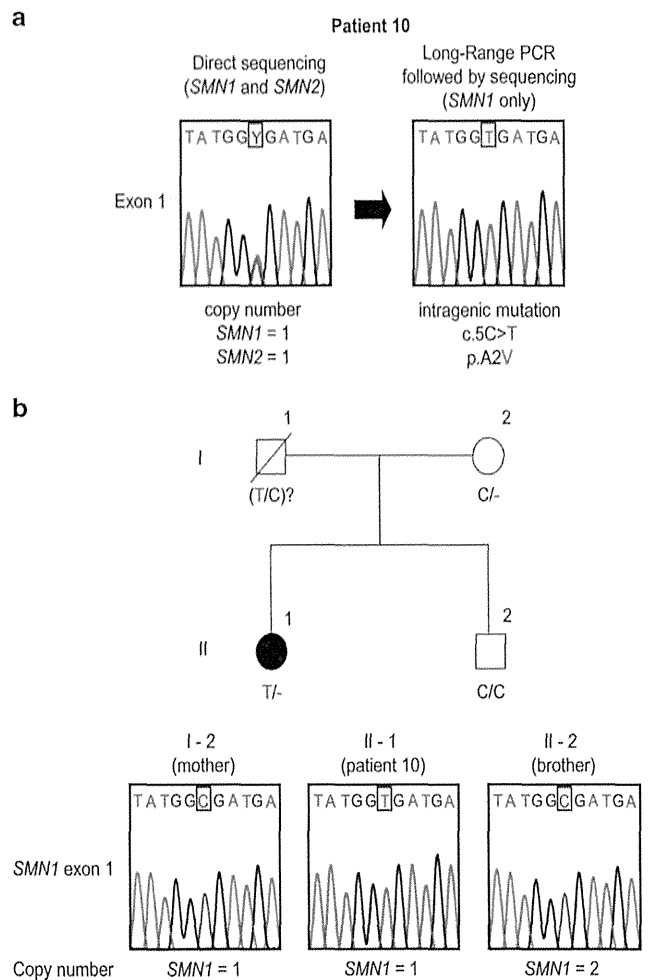 a
Patient 10
Direct sequencing
(SMN1 and SMN2)
Long-Range PCR
followed by sequencing
(SMN1 only)
TATGGYGATGA
TATGGTGATGA
Exon 1
copy number
SMN1 = 1
SMN2 = 1
intragenic mutation
c.5C>T
p.A2V
b
1
2
I
(T/C)?
C/-
1
2
II
T/-
C/C
I - 2
(mother)
II - 1
(patient 10)
II - 2
(brother)
TATGGCGATGA
TATGGTGATGA
TATGGCGATGA
SMN1 exon 1
Copy number
SMN1 = 1
SMN1 = 1
SMN1 = 2